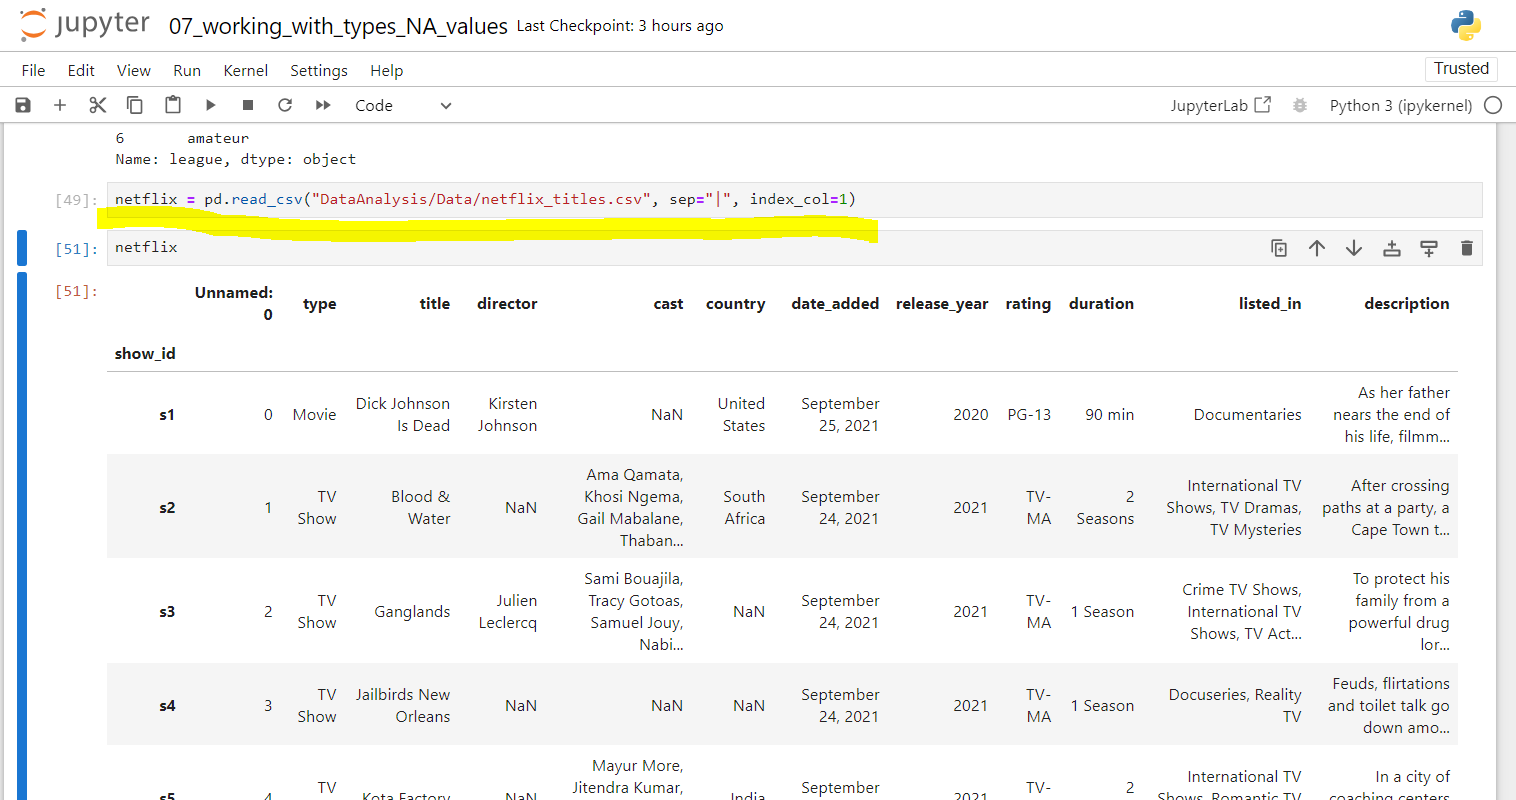 jupyter 07_working_with_types_NA_values Last Checkpoint: 3 hours ago
File Edit View Run Kernel Settings Help Trusted
Code JupyterLab Python 3 (ipykernel)
6 amateur
Name: league, dtype: object
[49]: netflix = pd.read_csv("DataAnalysis/Data/netflix_titles.csv", sep="|", index_col=1)
[51]: netflix
[51]: Unnamed: 0 type title director cast country date_added release_year rating duration listed_in description
show_id
s1 0 Movie Dick Johnson Is Dead Kirsten Johnson NaN United States September 25, 2021 2020 PG-13 90 min Documentaries As her father nears the end of his life, filmm...
s2 1 TV Show Blood & Water NaN Ama Qamata, Khosi Ngema, Gail Mabalane, Thaban... South Africa September 24, 2021 2021 TV-MA 2 Seasons International TV Shows, TV Dramas, TV Mysteries After crossing paths at a party, a Cape Town t...
s3 2 TV Show Ganglands Julien Leclercq Sami Bouajila, Tracy Gotoas, Samuel Jouy, Nabi... NaN September 24, 2021 2021 TV-MA 1 Season Crime TV Shows, International TV Shows, TV Act... To protect his family from a powerful drug lor...
s4 3 TV Show Jailbirds New Orleans NaN NaN NaN September 24, 2021 2021 TV-MA 1 Season Docuseries, Reality TV Feuds, flirtations and toilet talk go down amo...
s5 4 TV Kota Factory NaN Mayur More, Jitendra Kumar, India September 2021 TV- 2 International TV Shows, Romantic TV In a city of coaching centers